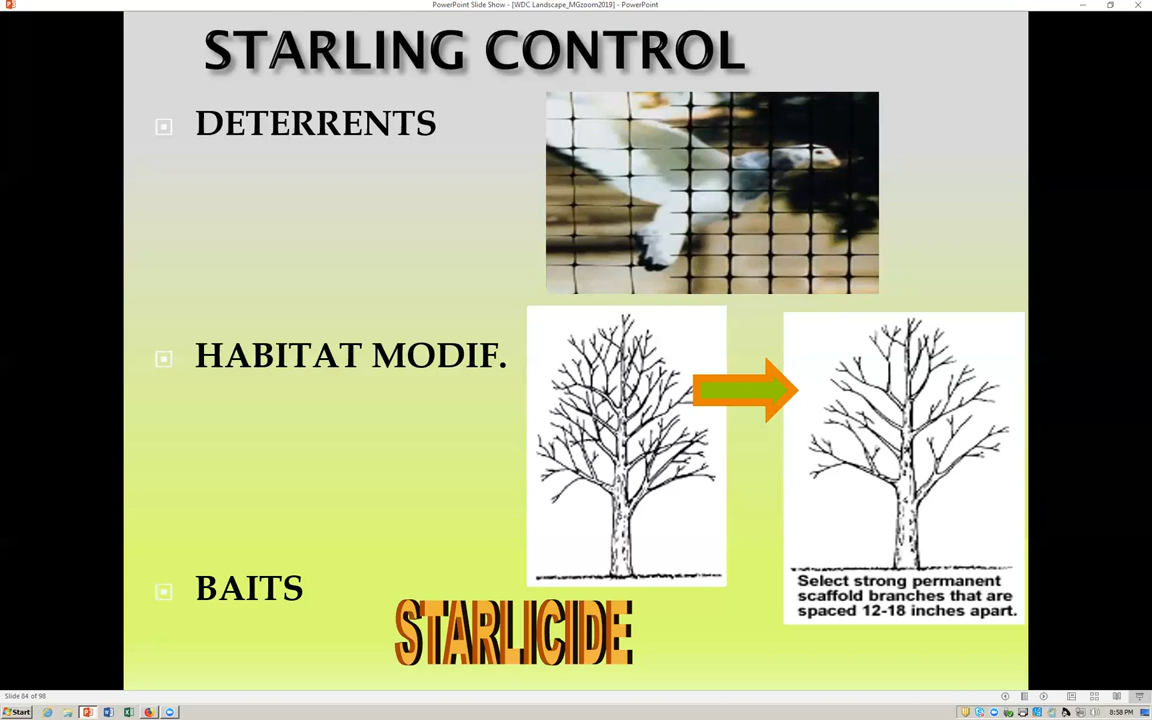 PowerPoint Slide Show - [WDC Landscape_MGzoom2019] - PowerPoint
STARLING CONTROL
DETERRENTS
HABITAT MODIF.
Select strong permanent
scaffold branches that are
spaced 12-18 inches apart.
BAITS
STARLICIDE
Slide 84 of 98
Start
8:58 PM